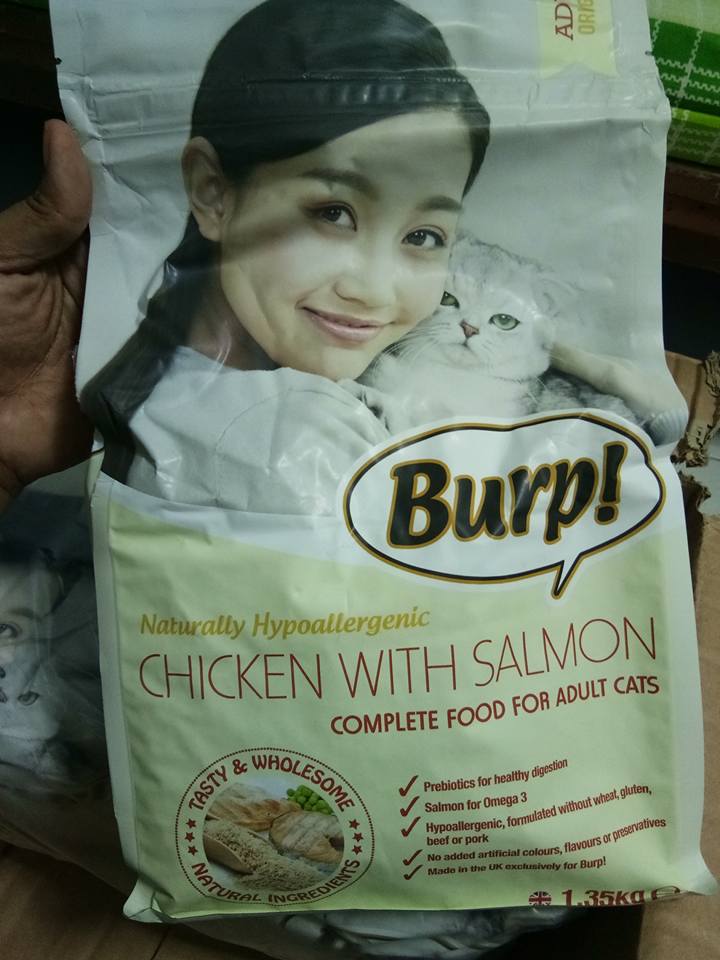 Burp!
Naturally Hypoallergenic
CHICKEN WITH SALMON
COMPLETE FOOD FOR ADULT CATS
TASTY & WHOLESOME
NATURAL INGREDIENTS
Prebiotics for healthy digestion
Salmon for Omega 3
Hypoallergenic, formulated without wheat, gluten,
beef or pork
No added artificial colours, flavours or preservatives
Made in the UK exclusively for Burp!
1.35kg